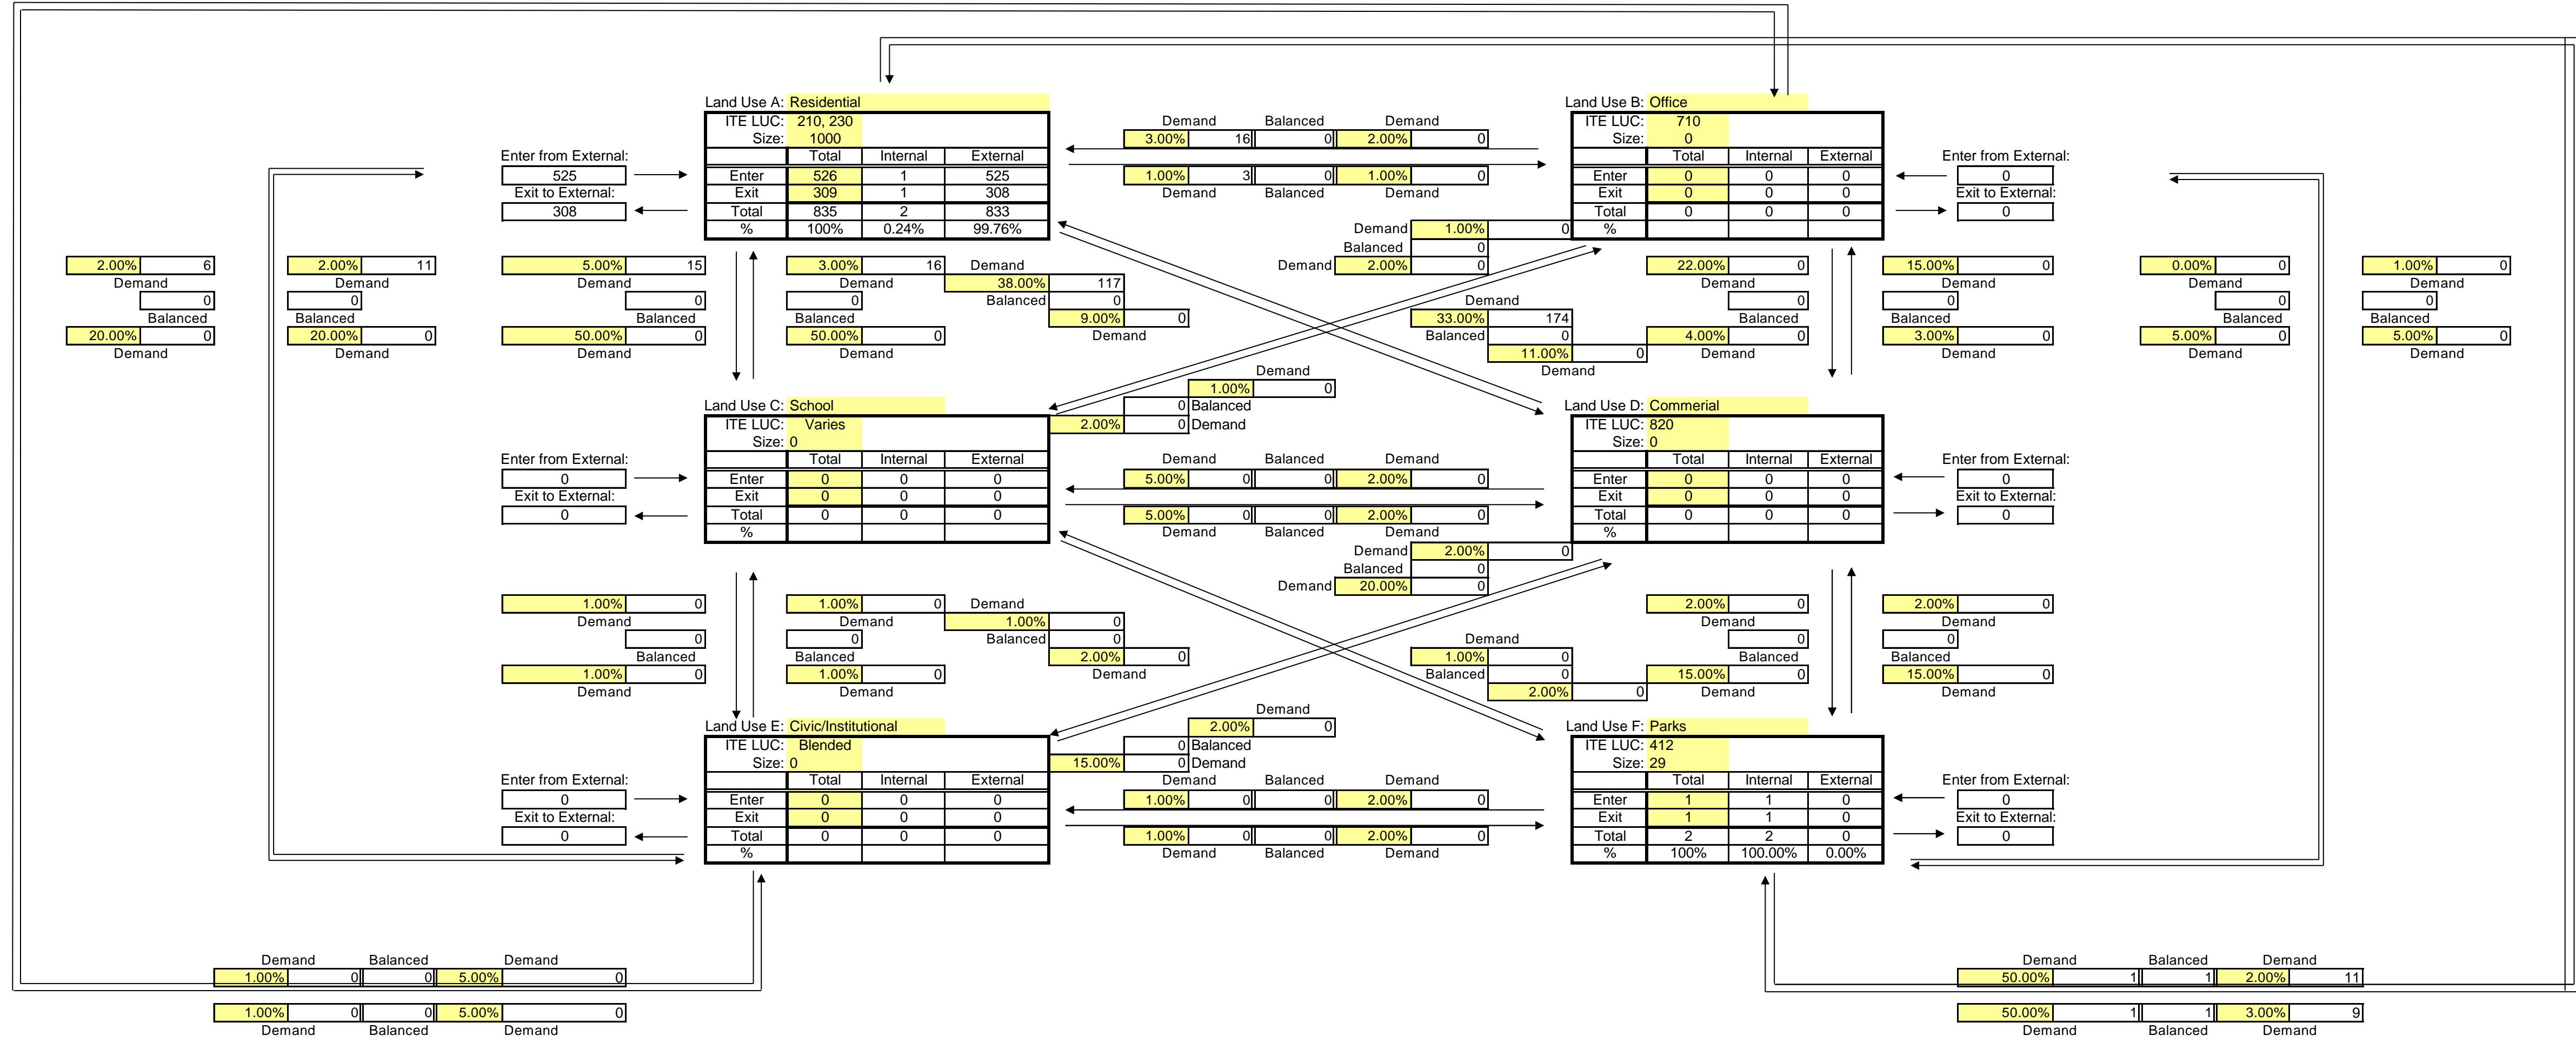 Land Use A: Residential
Land Use B: Office
ITE LUC: 210, 230
Demand Balanced Demand
ITE LUC: 710
Size: 1000
3.00% 16 0 2.00% 0
Size: 0
Enter from External:
Total Internal External
Total Internal External
Enter from External:
525
Enter 526 1 525
1.00% 3 0 1.00% 0
Enter 0 0 0
0
Exit to External:
Exit 309 1 308
Demand Balanced Demand
Exit 0 0 0
Exit to External:
308
Total 835 2 833
Total 0 0 0
0
% 100% 0.24% 99.76%
Demand 1.00% 0
%
Balanced 0
Demand 2.00% 0
2.00% 6
2.00% 11
5.00% 15
3.00% 16
Demand
22.00% 0
15.00% 0
0.00% 0
1.00% 0
Demand
Demand
Demand
Demand
38.00% 117
Demand
Demand
Demand
Demand
0
0
0
0
Balanced 0
Demand
0
0
0
0
Balanced
Balanced
Balanced
Balanced
9.00% 0
33.00% 174
Balanced
Balanced
Balanced
Balanced
20.00% 0
20.00% 0
50.00% 0
50.00% 0
Demand
Balanced 0
4.00% 0
3.00% 0
5.00% 0
5.00% 0
Demand
Demand
Demand
Demand
11.00% 0
Demand
Demand
Demand
Demand
Demand
Demand
1.00% 0
Land Use C: School
0 Balanced
Land Use D: Commerial
ITE LUC: Varies
2.00% 0 Demand
ITE LUC: 820
Size: 0
Size: 0
Enter from External:
Total Internal External
Demand Balanced Demand
Total Internal External
Enter from External:
0
Enter 0 0 0
5.00% 0 0 2.00% 0
Enter 0 0 0
0
Exit to External:
Exit 0 0 0
Exit 0 0 0
Exit to External:
0
Total 0 0 0
5.00% 0 0 2.00% 0
Total 0 0 0
0
%
Demand Balanced Demand
%
Demand 2.00% 0
Balanced 0
Demand 20.00% 0
1.00% 0
1.00% 0
Demand
2.00% 0
2.00% 0
Demand
Demand
1.00% 0
Demand
Demand
0
0
Balanced 0
Demand
0
0
Balanced
Balanced
2.00% 0
1.00% 0
Balanced
Balanced
1.00% 0
1.00% 0
Demand
Balanced 0
15.00% 0
15.00% 0
Demand
Demand
2.00% 0
Demand
Demand
Demand
2.00% 0
Land Use E: Civic/Institutional
0 Balanced
Land Use F: Parks
ITE LUC: Blended
15.00% 0 Demand
ITE LUC: 412
Size: 0
Size: 29
Enter from External:
Total Internal External
Demand Balanced Demand
Total Internal External
Enter from External:
0
Enter 0 0 0
1.00% 0 0 2.00% 0
Enter 1 1 0
0
Exit to External:
Exit 0 0 0
Exit 1 1 0
Exit to External:
0
Total 0 0 0
1.00% 0 0 2.00% 0
Total 2 2 0
0
%
Demand Balanced Demand
% 100% 100.00% 0.00%
Demand Balanced Demand
1.00% 0 0 5.00% 0
1.00% 0 0 5.00% 0
Demand Balanced Demand
Demand Balanced Demand
50.00% 1 1 2.00% 11
50.00% 1 1 3.00% 9
Demand Balanced Demand